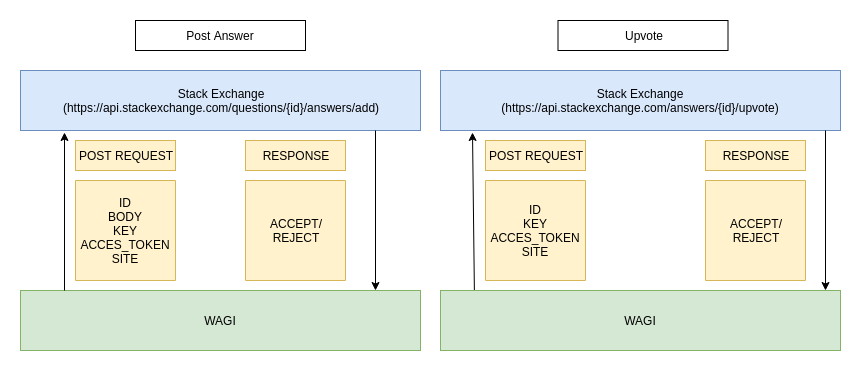 Post Answer
Stack Exchange
(https://api.stackexchange.com/questions/{id}/answers/add)
POST REQUEST
RESPONSE
ID
BODY
KEY
ACCES_TOKEN
SITE
ACCEPT/
REJECT
WAGI
Upvote
Stack Exchange
(https://api.stackexchange.com/answers/{id}/upvote)
POST REQUEST
RESPONSE
ID
KEY
ACCES_TOKEN
SITE
ACCEPT/
REJECT
WAGI